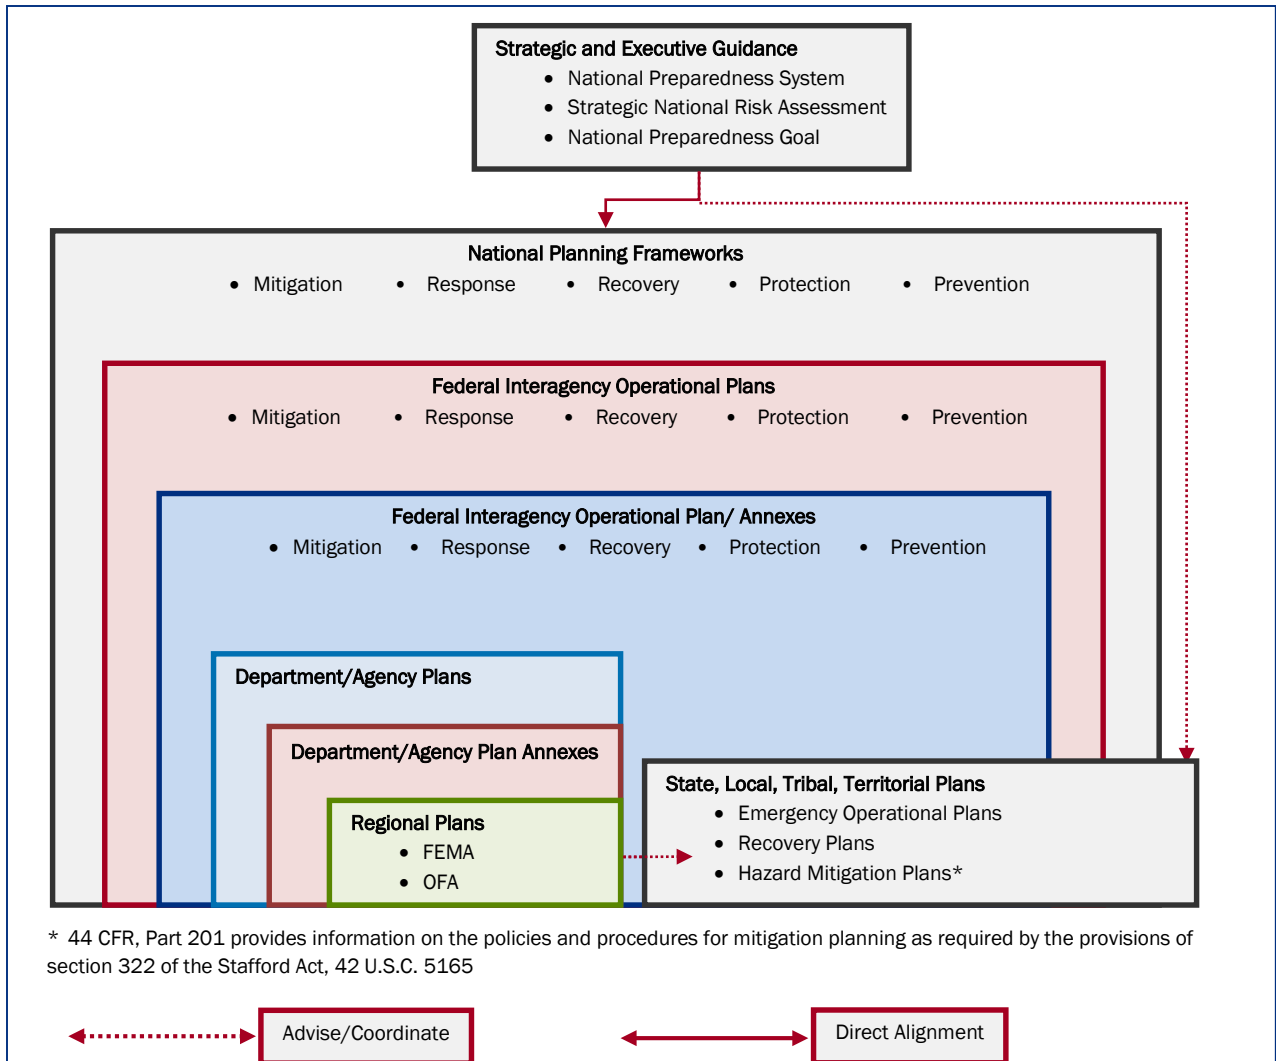 Strategic and Executive Guidance
• National Preparedness System
• Strategic National Risk Assessment
• National Preparedness Goal
National Planning Frameworks
• Mitigation • Response • Recovery • Protection • Prevention
Federal Interagency Operational Plans
• Mitigation • Response • Recovery • Protection • Prevention
Federal Interagency Operational Plan/ Annexes
• Mitigation • Response • Recovery • Protection • Prevention
Department/Agency Plans
Department/Agency Plan Annexes
Regional Plans
• FEMA
• OFA
State, Local, Tribal, Territorial Plans
• Emergency Operational Plans
• Recovery Plans
• Hazard Mitigation Plans*
* 44 CFR, Part 201 provides information on the policies and procedures for mitigation planning as required by the provisions of
section 322 of the Stafford Act, 42 U.S.C. 5165
Advise/Coordinate
Direct Alignment